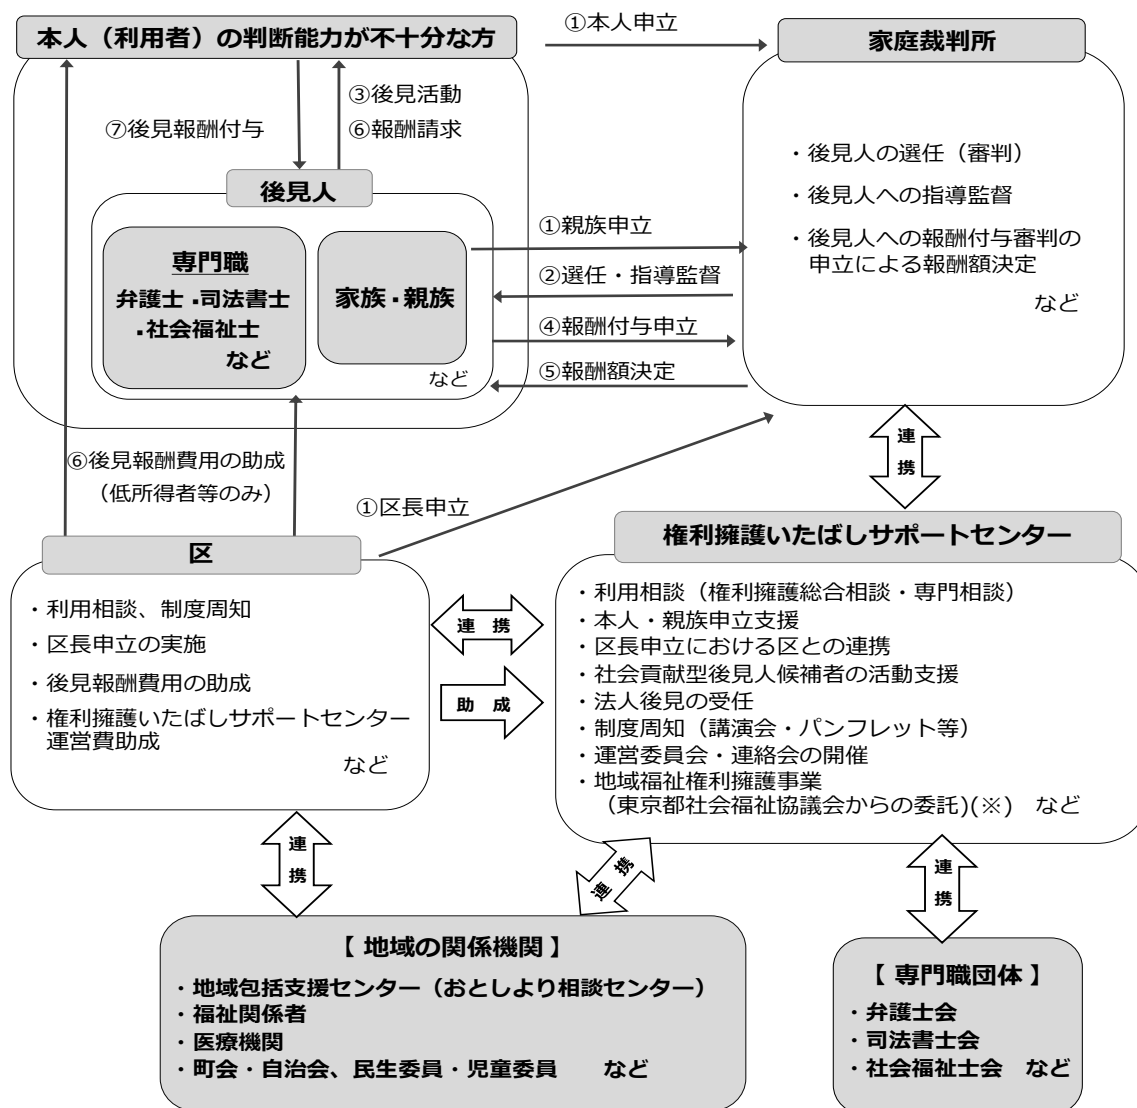 ①本人申立
本人（利用者）の判断能力が不十分な方
家庭裁判所
③後見活動
⑦後見報酬付与
⑥報酬請求
・後見人の選任（審判）
・後見人への指導監督
・後見人への報酬付与審判の
申立による報酬額決定
など
後見人
専門職
弁護士・司法書士
・社会福祉士
など
家族・親族
など
①親族申立
②選任・指導監督
④報酬付与申立
⑤報酬額決定
⑥後見報酬費用の助成
（低所得者等のみ）
①区長申立
連
携
区
・利用相談、制度周知
・区長申立の実施
・後見報酬費用の助成
・権利擁護いたばしサポートセンター
運営費助成
など
連　携
助　成
権利擁護いたばしサポートセンター
・利用相談（権利擁護総合相談・専門相談）
・本人・親族申立支援
・区長申立における区との連携
・社会貢献型後見人候補者の活動支援
・法人後見の受任
・制度周知（講演会・パンフレット等）
・運営委員会・連絡会の開催
・地域福祉権利擁護事業
（東京都社会福祉協議会からの委託)(※)　など
連
携
連　携
連
携
【 地域の関係機関 】
・地域包括支援センター（おとしより相談センター）
・福祉関係者
・医療機関
・町会・自治会、民生委員・児童委員　　など
【 専門職団体 】
・弁護士会
・司法書士会
・社会福祉士会　など